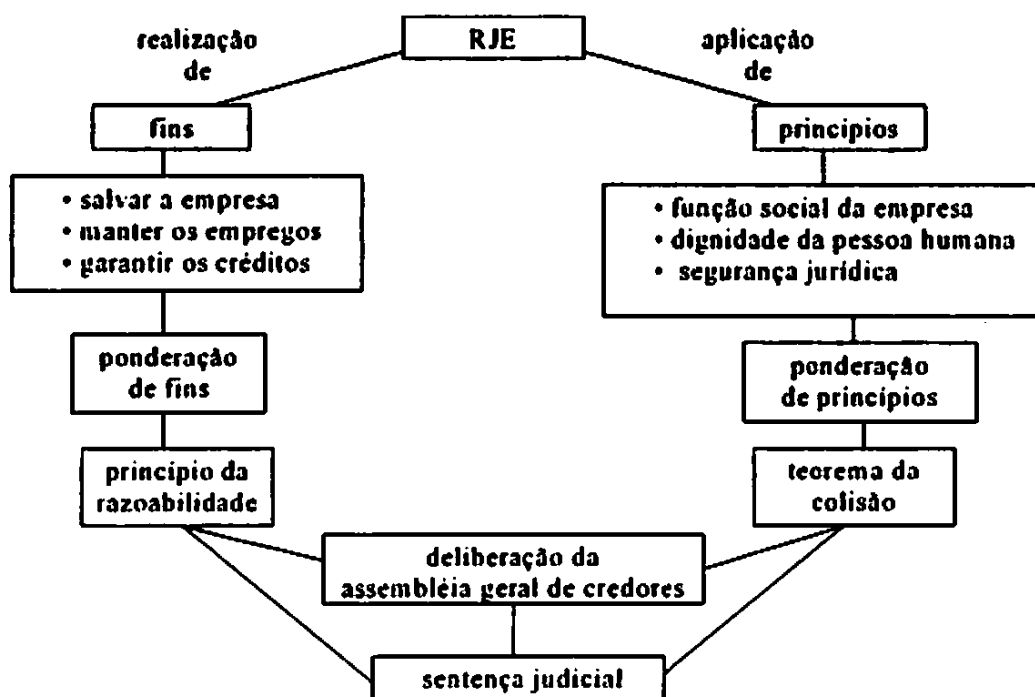 RJE
realização
de
aplicação
de
fins
princípios
• salvar a empresa
• manter os empregos
• garantir os créditos
• função social da empresa
• dignidade da pessoa humana
• segurança jurídica
ponderação
de fins
ponderação
de princípios
princípio da
razoabilidade
teorema da
colisão
deliberação da
assembléia geral de credores
sentença judicial